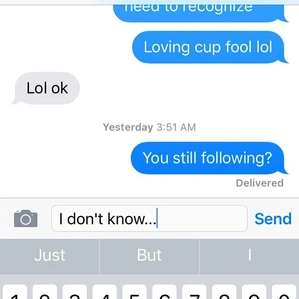 need to recognize
Loving cup fool lol
Lol ok
Yesterday 3:51 AM
You still following?
Delivered
I don't know... Send
Just But I